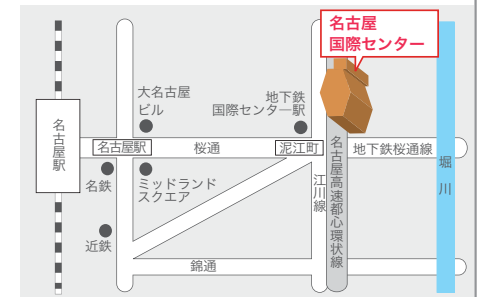 名古屋
国際センター
大名古屋
ビル
地下鉄
国際センター駅
名古屋駅
名古屋駅
桜通
泥江町
地下鉄桜通線
名鉄
ミッドランド
スクエア
江川線
名古屋高速都心環状線
堀川
近鉄
錦通